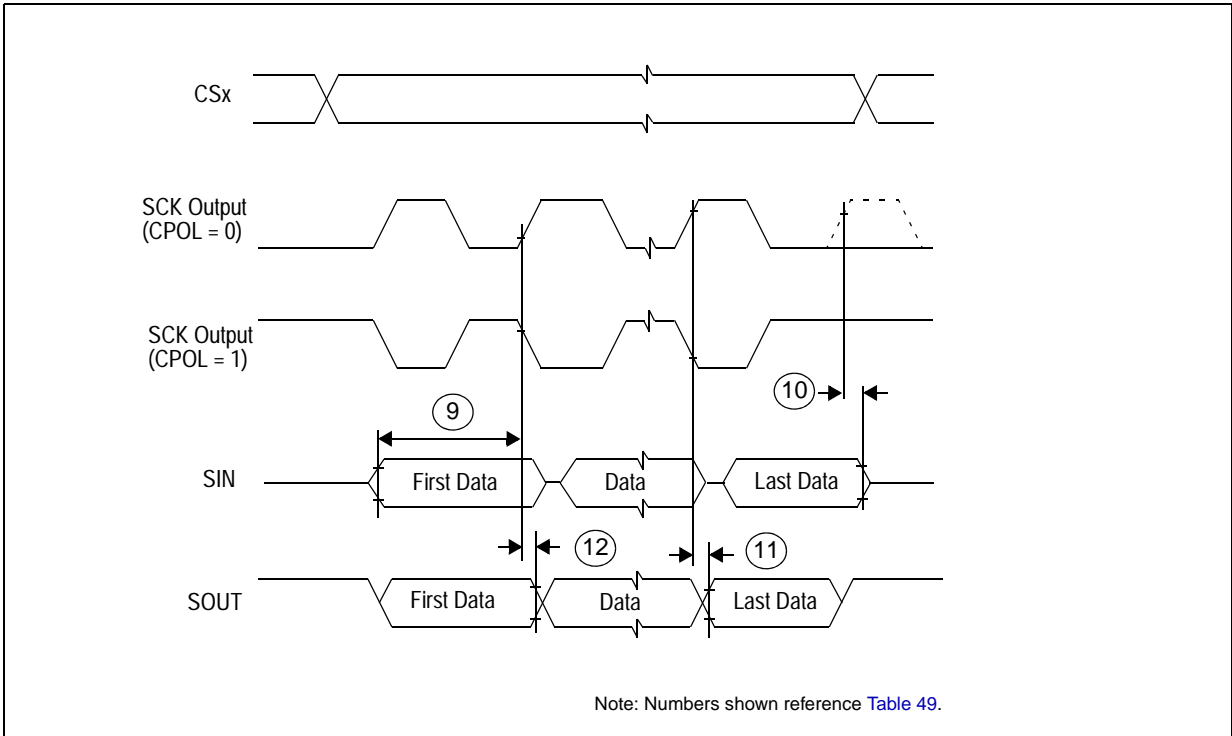 CSx
SCK Output
(CPOL = 0)
SCK Output
(CPOL = 1)
10
9
SIN
First Data
Data
Last Data
12
11
SOUT
First Data
Data
Last Data
Note: Numbers shown reference Table 49.